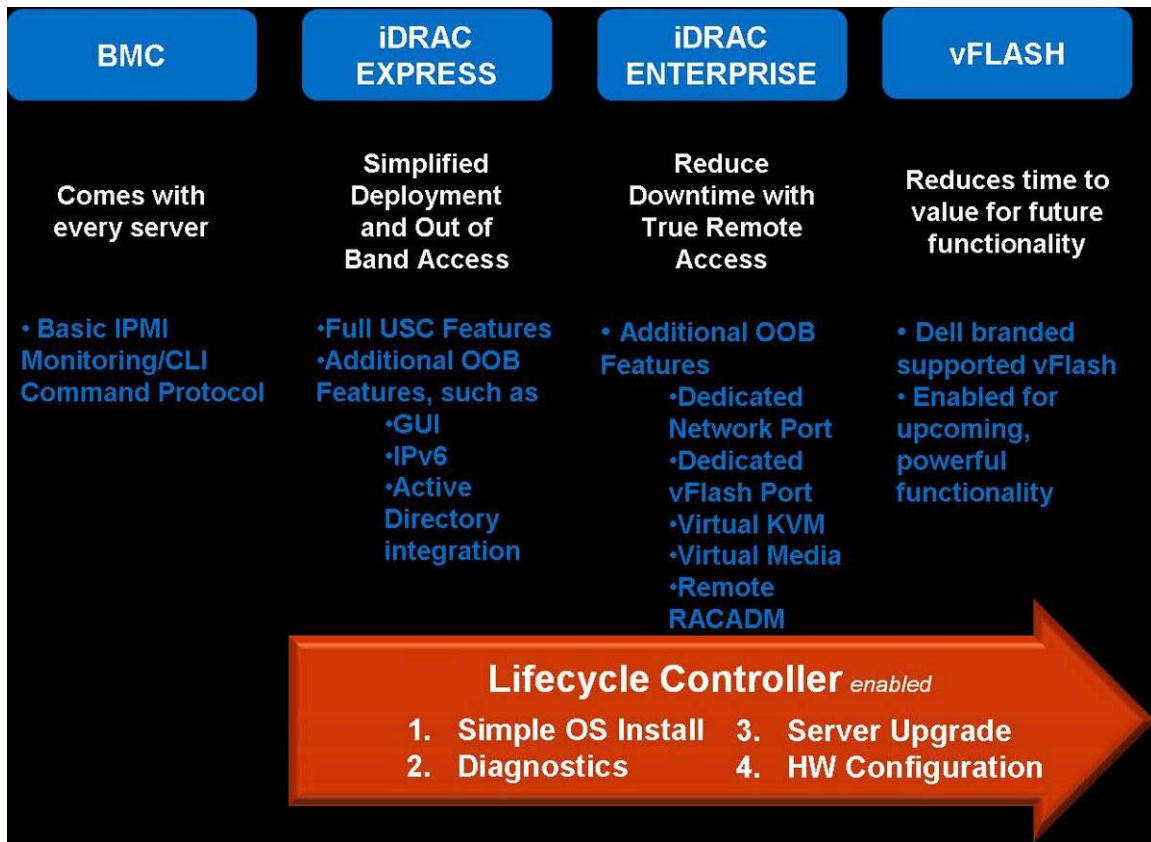 BMC
iDRAC
EXPRESS
iDRAC
ENTERPRISE
vFLASH
Comes with
every server
Simplified
Deployment
and Out of
Band Access
Reduce
Downtime with
True Remote
Access
Reduces time to
value for future
functionality
• Basic IPMI
Monitoring/CLI
Command Protocol
•Full USC Features
•Additional OOB
Features, such as
•GUI
•IPv6
•Active
Directory
integration
• Additional OOB
Features
•Dedicated
Network Port
•Dedicated
vFlash Port
•Virtual KVM
•Virtual Media
•Remote
RACADM
• Dell branded
supported vFlash
• Enabled for
upcoming,
powerful
functionality
Lifecycle Controller enabled
1. Simple OS Install
2. Diagnostics
3. Server Upgrade
4. HW Configuration